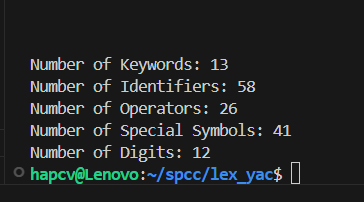 Number of Keywords: 13
Number of Identifiers: 58
Number of Operators: 26
Number of Special Symbols: 41
Number of Digits: 12
hapcv@Lenovo:~/spcc/lex_yac$